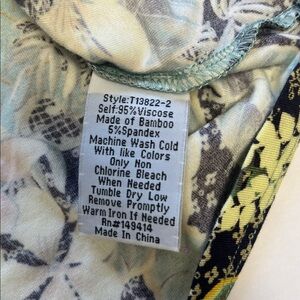 Style:T13822-2
Self:95%Viscose
Made of Bamboo
5%Spandex
Machine Wash Cold
With like Colors
Only Non
Chlorine Bleach
When Needed
Tumble Dry Low
Remove Promptly
Warm Iron If Needed
Rn#149414
Made In China